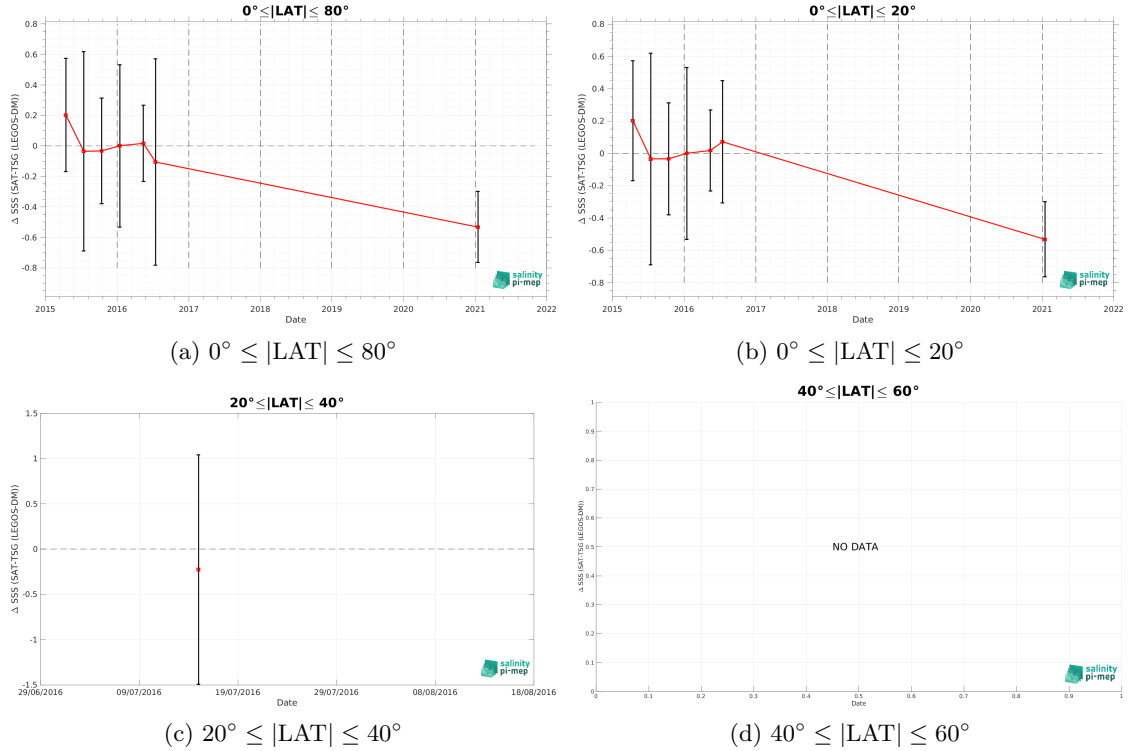 0°≤|LAT|≤ 80°
Δ SSS (SAT-TSG (LEGOS-DM))
0.8
0.6
0.4
0.2
0
-0.2
-0.4
-0.6
-0.8
2015 2016 2017 2018 2019 2020 2021 2022
Date
salinity
pi-mep
(a) 0° ≤ |LAT| ≤ 80°
0°≤|LAT|≤ 20°
Δ SSS (SAT-TSG (LEGOS-DM))
0.8
0.6
0.4
0.2
0
-0.2
-0.4
-0.6
-0.8
2015 2016 2017 2018 2019 2020 2021 2022
Date
salinity
pi-mep
(b) 0° ≤ |LAT| ≤ 20°
20°≤|LAT|≤ 40°
Δ SSS (SAT-TSG (LEGOS-DM))
1.5
1
0.5
0
-0.5
-1
-1.5
29/06/2016 09/07/2016 19/07/2016 29/07/2016 08/08/2016 18/08/2016
Date
salinity
pi-mep
(c) 20° ≤ |LAT| ≤ 40°
40°≤|LAT|≤ 60°
Δ SSS (SAT-TSG (LEGOS-DM))
1
0.9
0.8
0.7
0.6
0.5
0.4
0.3
0.2
0.1
0
NO DATA
0 0.1 0.2 0.3 0.4 0.5 0.6 0.7 0.8 0.9 1
Date
salinity
pi-mep
(d) 40° ≤ |LAT| ≤ 60°